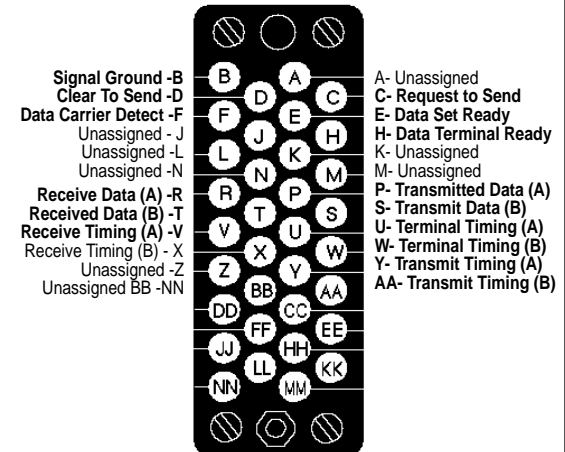 Signal Ground -B
Clear To Send -D
Data Carrier Detect -F
Unassigned - J
Unassigned -L
Unassigned -N
Receive Data (A) -R
Received Data (B) -T
Receive Timing (A) -V
Receive Timing (B) - X
Unassigned -Z
Unassigned BB -NN
B A
D C
F E
J H
L K
N M
R P
T S
V U
X W
Z Y
BB AA
DD CC
FF EE
JJ HH
LL KK
NN MM
A- Unassigned
C- Request to Send
E- Data Set Ready
H- Data Terminal Ready
K- Unassigned
M- Unassigned
P- Transmitted Data (A)
S- Transmit Data (B)
U- Terminal Timing (A)
W- Terminal Timing (B)
Y- Transmit Timing (A)
AA- Transmit Timing (B)